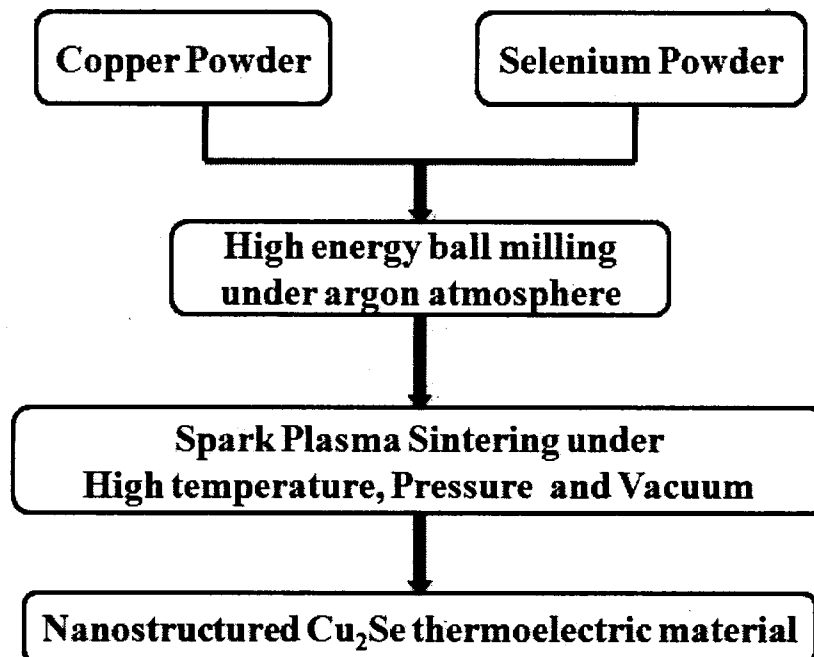 Copper Powder
Selenium Powder
High energy ball milling
under argon atmosphere
Spark Plasma Sintering under
High temperature, Pressure and Vacuum
Nanostructured Cu₂Se thermoelectric material